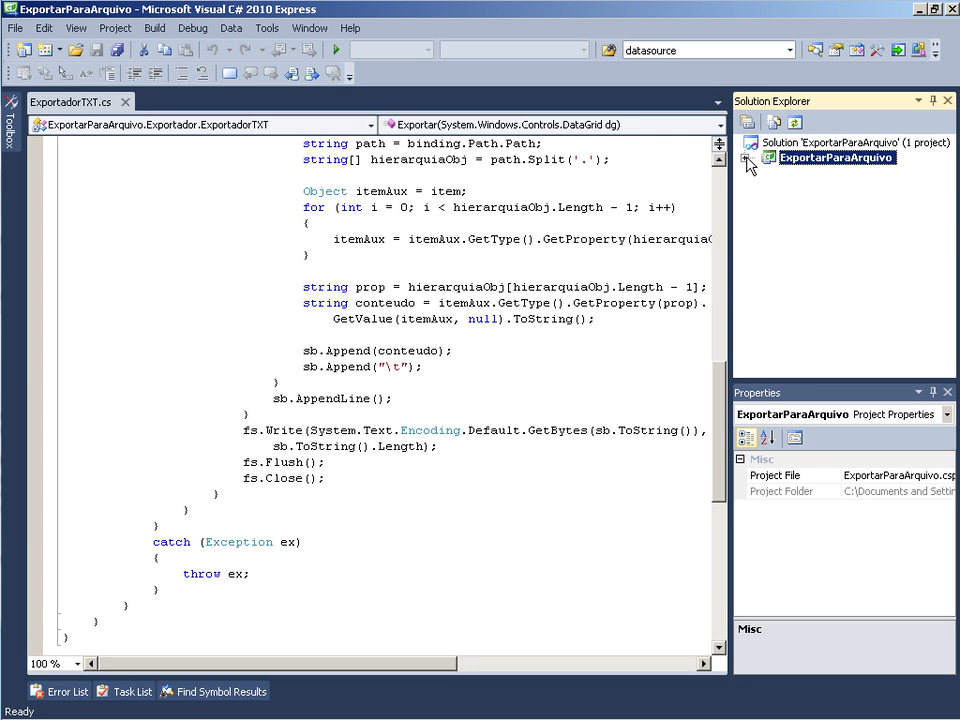 ExportarParaArquivo - Microsoft Visual C# 2010 Express
File Edit View Project Build Debug Data Tools Window Help
datasource
ExportadorTXT.cs
Toolbox
ExportarParaArquivo.Exportador.ExportadorTXT
Exportar(System.Windows.Controls.DataGrid dg)
string path = binding.Path.Path;
string[] hierarquiaObj = path.Split('.');
Object itemAux = item;
for (int i = 0; i < hierarquiaObj.Length - 1; i++)
{
itemAux = itemAux.GetType().GetProperty(hierarquia
}
string prop = hierarquiaObj[hierarquiaObj.Length - 1];
string conteudo = itemAux.GetType().GetProperty(prop).
GetValue(itemAux, null).ToString();
sb.Append(conteudo);
sb.Append("\t");
}
sb.AppendLine();
}
fs.Write(System.Text.Encoding.Default.GetBytes(sb.ToString()),
sb.ToString().Length);
fs.Flush();
fs.Close();
}
}
}
catch (Exception ex)
{
throw ex;
}
}
}
}
100 %
Solution Explorer
Solution 'ExportarParaArquivo' (1 project)
ExportarParaArquivo
Properties
ExportarParaArquivo Project Properties
Misc
Project File ExportarParaArquivo.csp
Project Folder C:\Documents and Settin
Misc
Error List Task List Find Symbol Results
Ready